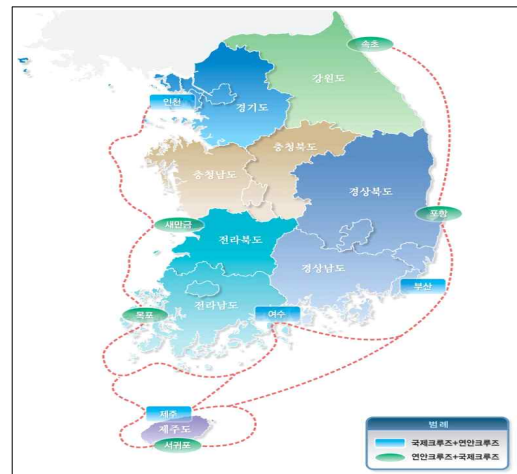 속초
강원도
인천
경기도
충청북도
충청남도
경상북도
새만금
포항
전라북도
경상남도
부산
전라남도
목포
여수
제주
제주도
서귀포
범례
국제크루즈+연안크루즈
연안크루즈+국제크루즈